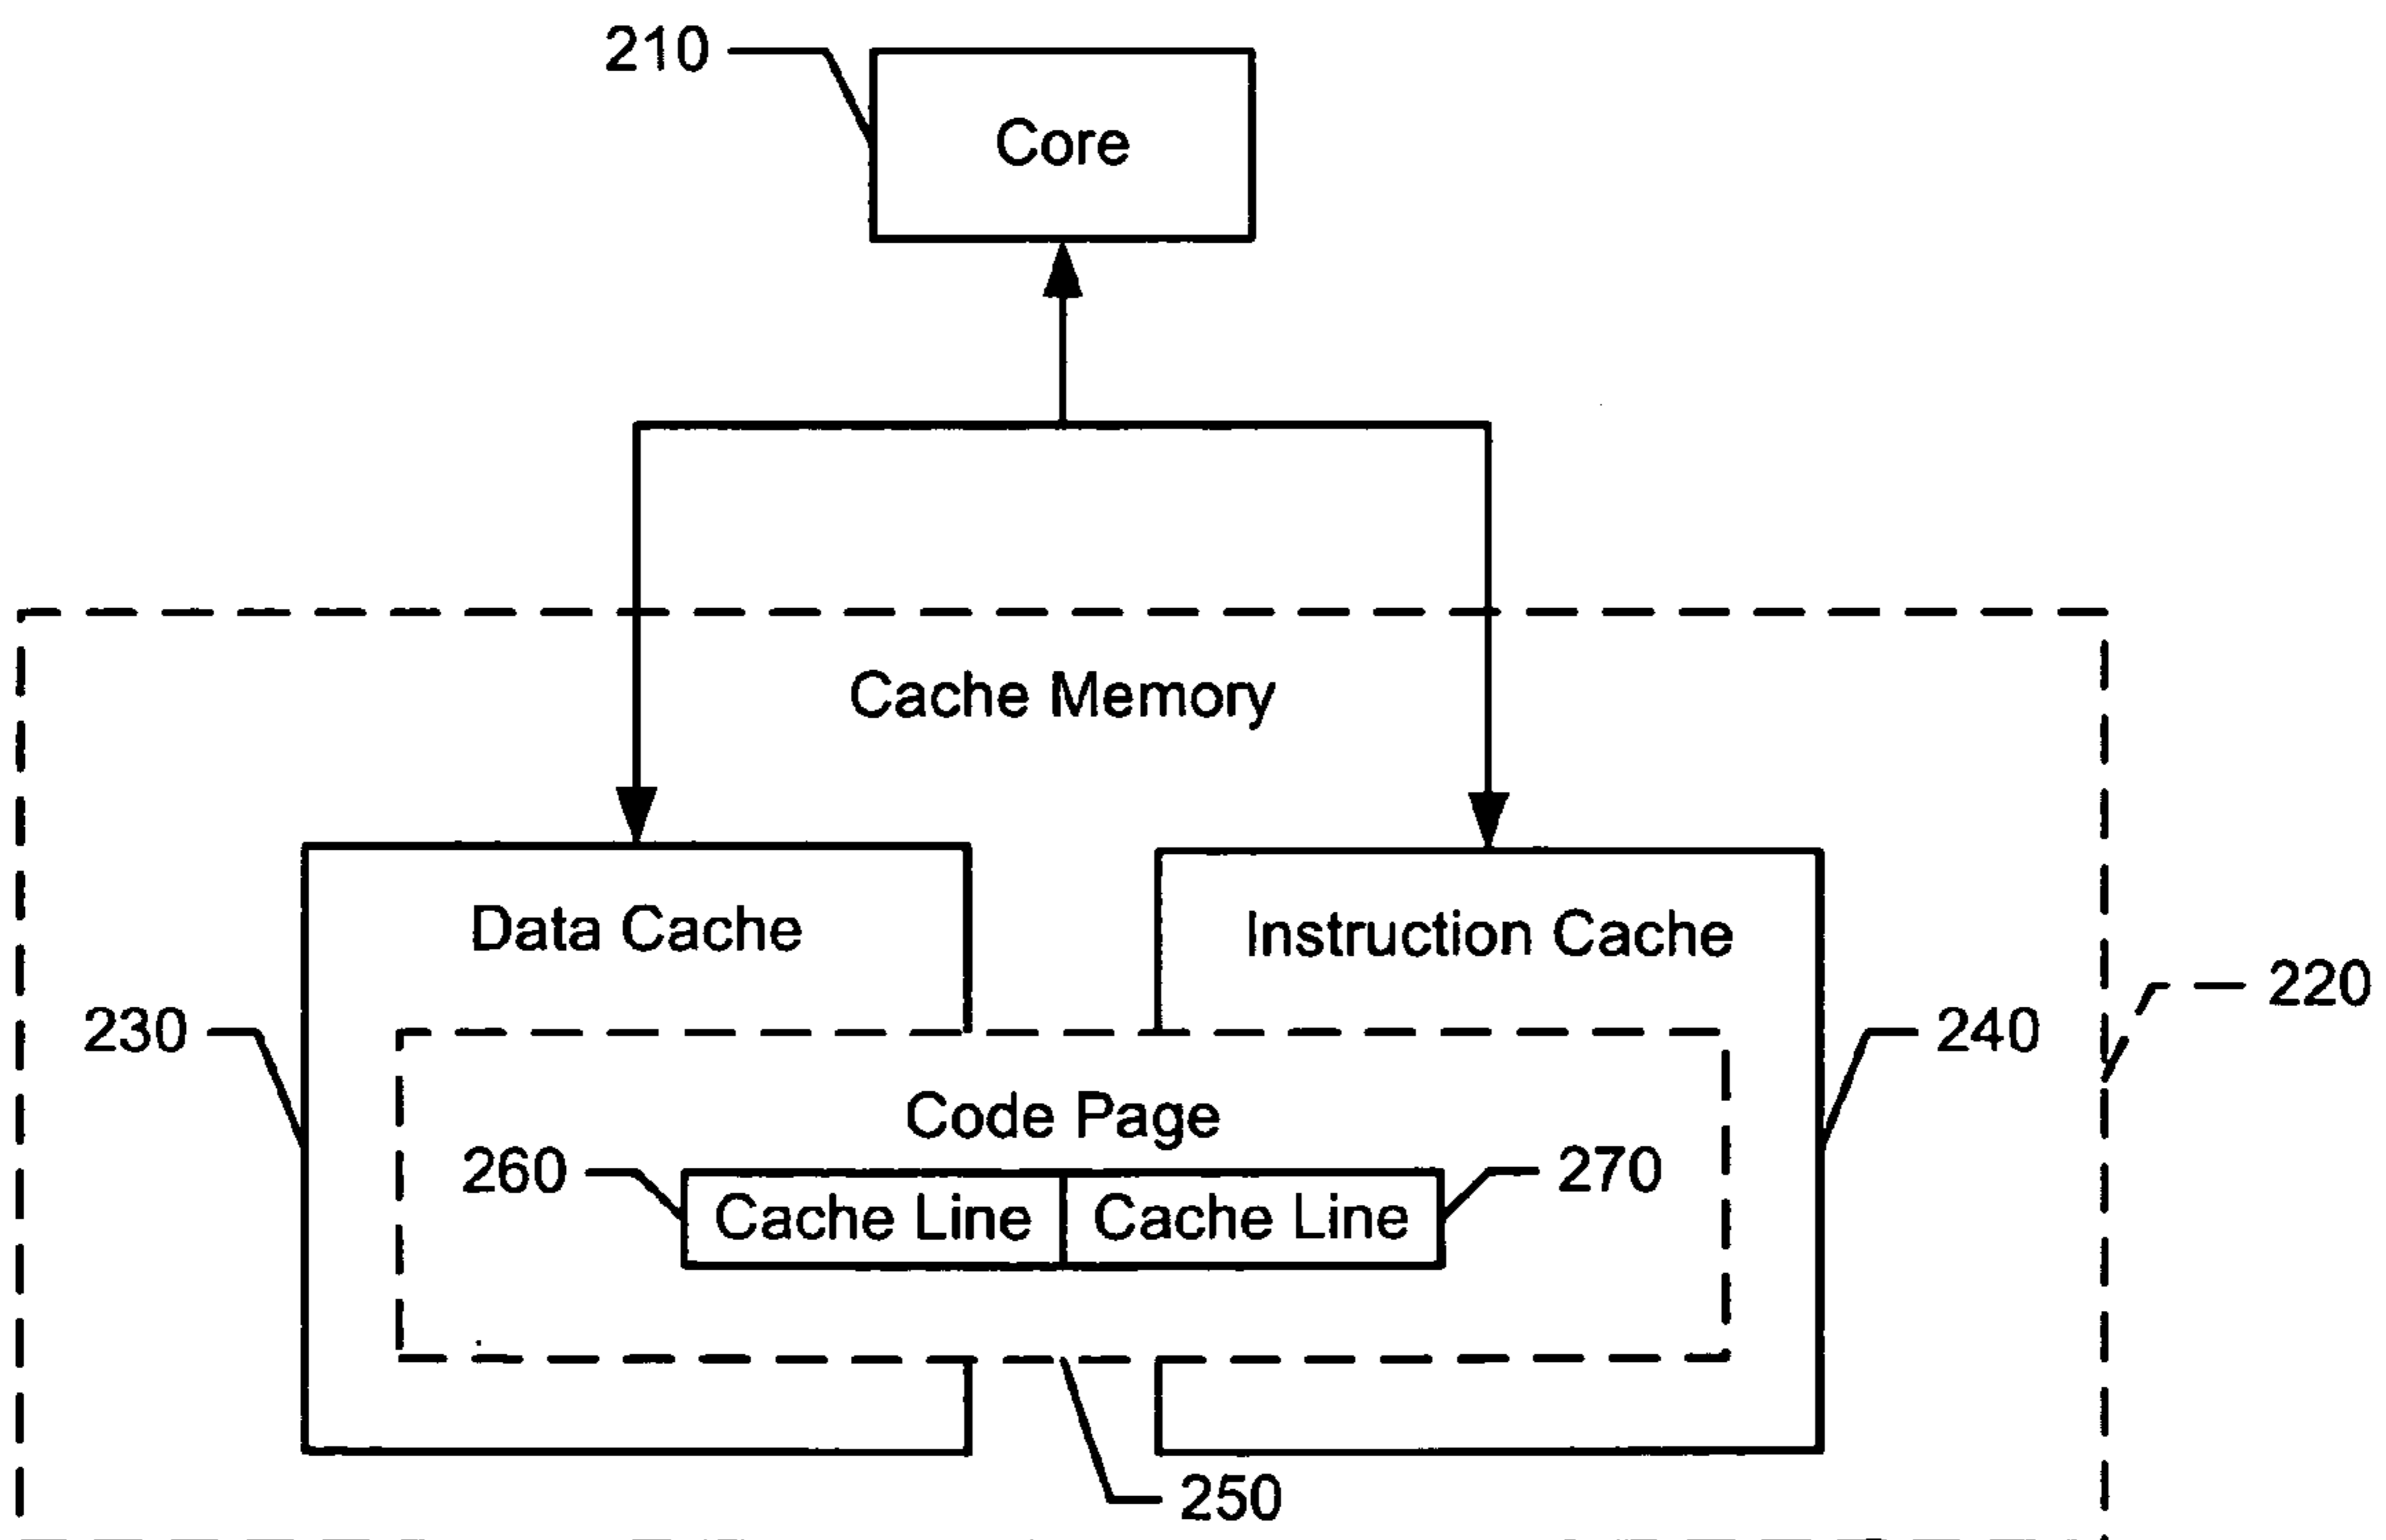 210
Core
Cache Memory
Data Cache
Instruction Cache
220
230
240
Code Page
260
270
Cache Line
Cache Line
250